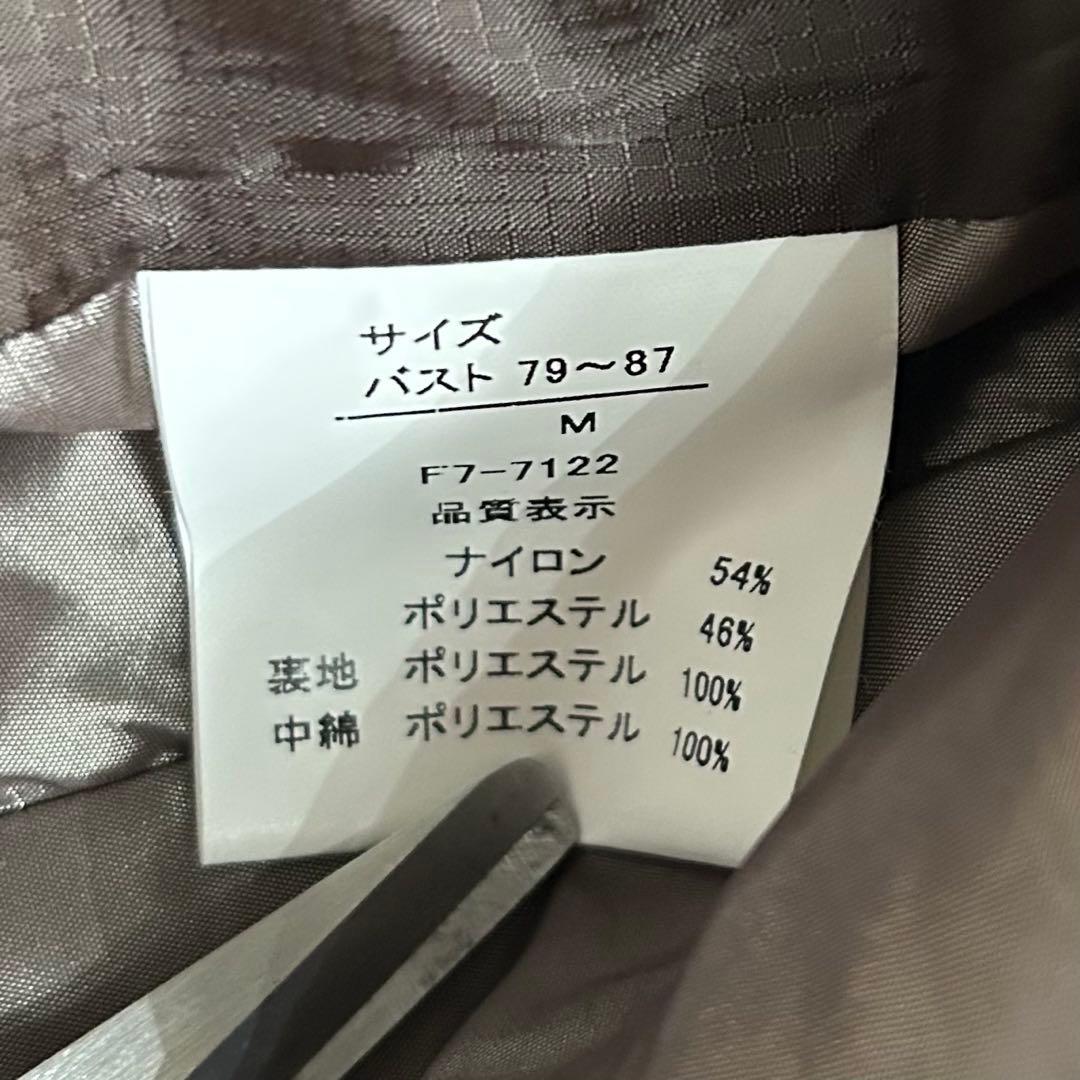 サイズ
バスト 79～87
M
F7-7122
品質表示
ナイロン 54%
ポリエステル 46%
裏地 ポリエステル 100%
中綿 ポリエステル 100%